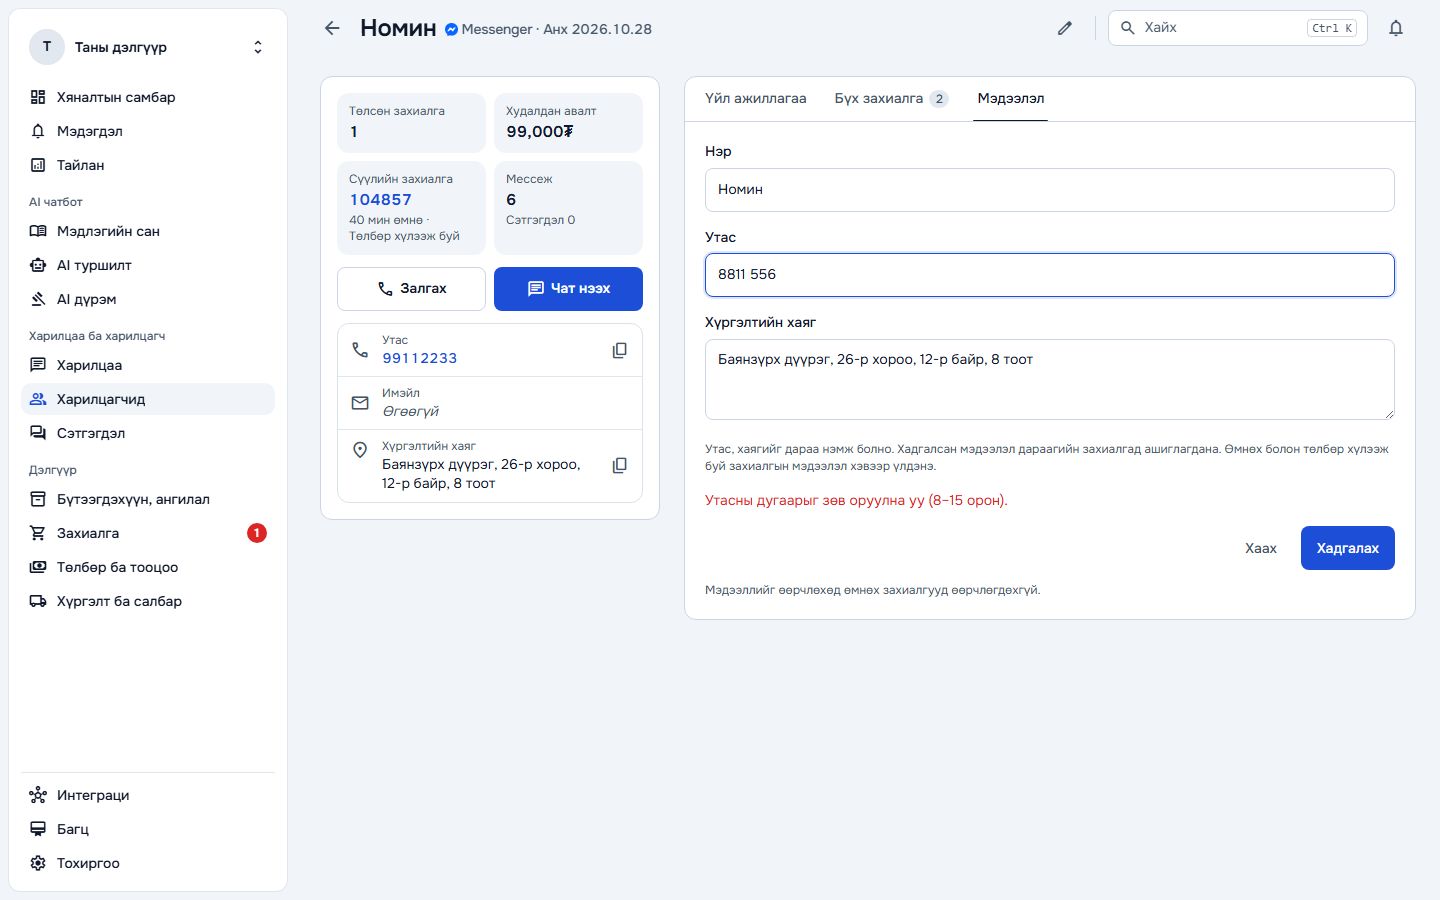 Т Таны дэлгүүр
Хяналтын самбар
Мэдэгдэл
Тайлан
AI чатбот
Мэдлэгийн сан
AI туршилт
AI дүрэм
Харилцаа ба харилцагч
Харилцаа
Харилцагчид
Сэтгэгдэл
Дэлгүүр
Бүтээгдэхүүн, ангилал
Захиалга 1
Төлбөр ба тооцоо
Хүргэлт ба салбар
Интеграци
Багц
Тохиргоо
Номин Messenger · Анх 2026.10.28
Хайх Ctrl K
Төлсөн захиалга
1
Худалдан авалт
99,000₮
Сүүлийн захиалга
104857
40 мин өмнө ·
Төлбөр хүлээж буй
Мессеж
6
Сэтгэгдэл 0
Залгах
Чат нээх
Утас
99112233
Имэйл
Өгөөгүй
Хүргэлтийн хаяг
Баянзүрх дүүрэг, 26-р хороо,
12-р байр, 8 тоот
Үйл ажиллагаа Бүх захиалга 2 Мэдээлэл
Нэр
Номин
Утас
8811 556
Хүргэлтийн хаяг
Баянзүрх дүүрэг, 26-р хороо, 12-р байр, 8 тоот
Утас, хаягийг дараа нэмж болно. Хадгалсан мэдээлэл дараагийн захиалгад ашиглагдана. Өмнөх болон төлбөр хүлээж
буй захиалгын мэдээлэл хэвээр үлдэнэ.
Утасны дугаарыг зөв оруулна уу (8–15 орон).
Хаах Хадгалах
Мэдээллийг өөрчлөхөд өмнөх захиалгууд өөрчлөгдөхгүй.